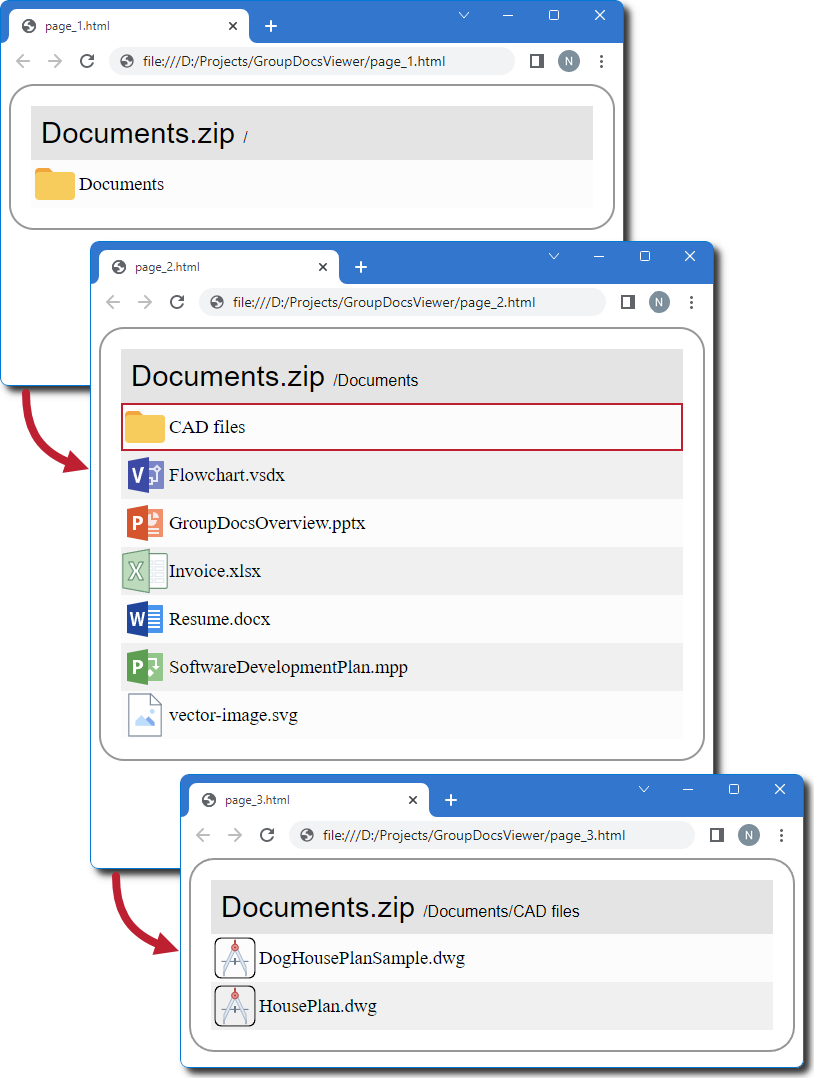 page_1.html
file:///D:/Projects/GroupDocsViewer/page_1.html
N
Documents.zip /
Documents
page_2.html
file:///D:/Projects/GroupDocsViewer/page_2.html
N
Documents.zip /Documents
CAD files
V Flowchart.vsdx
P GroupDocsOverview.pptx
X Invoice.xlsx
W Resume.docx
P SoftwareDevelopmentPlan.mpp
vector-image.svg
page_3.html
file:///D:/Projects/GroupDocsViewer/page_3.html
N
Documents.zip /Documents/CAD files
DogHousePlanSample.dwg
HousePlan.dwg